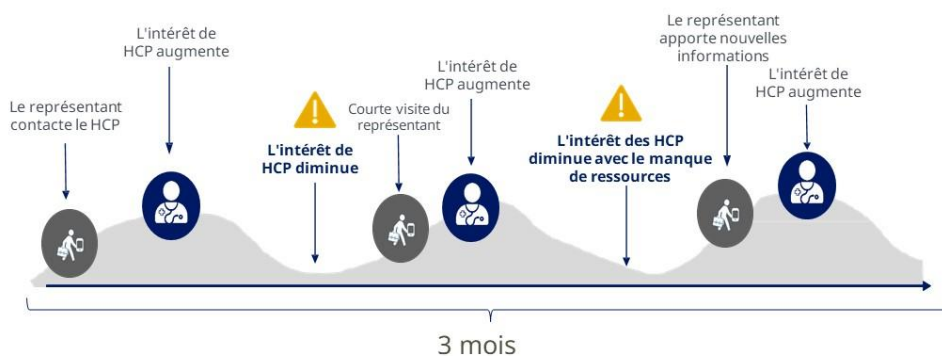 Le représentant
contacte le HCP
L'intérêt de
HCP augmente
L'intérêt de
HCP diminue
Courte visite du
représentant
L'intérêt de
HCP augmente
L'intérêt des HCP
diminue avec le manque
de ressources
Le représentant
apporte nouvelles
informations
L'intérêt de
HCP augmente
3 mois